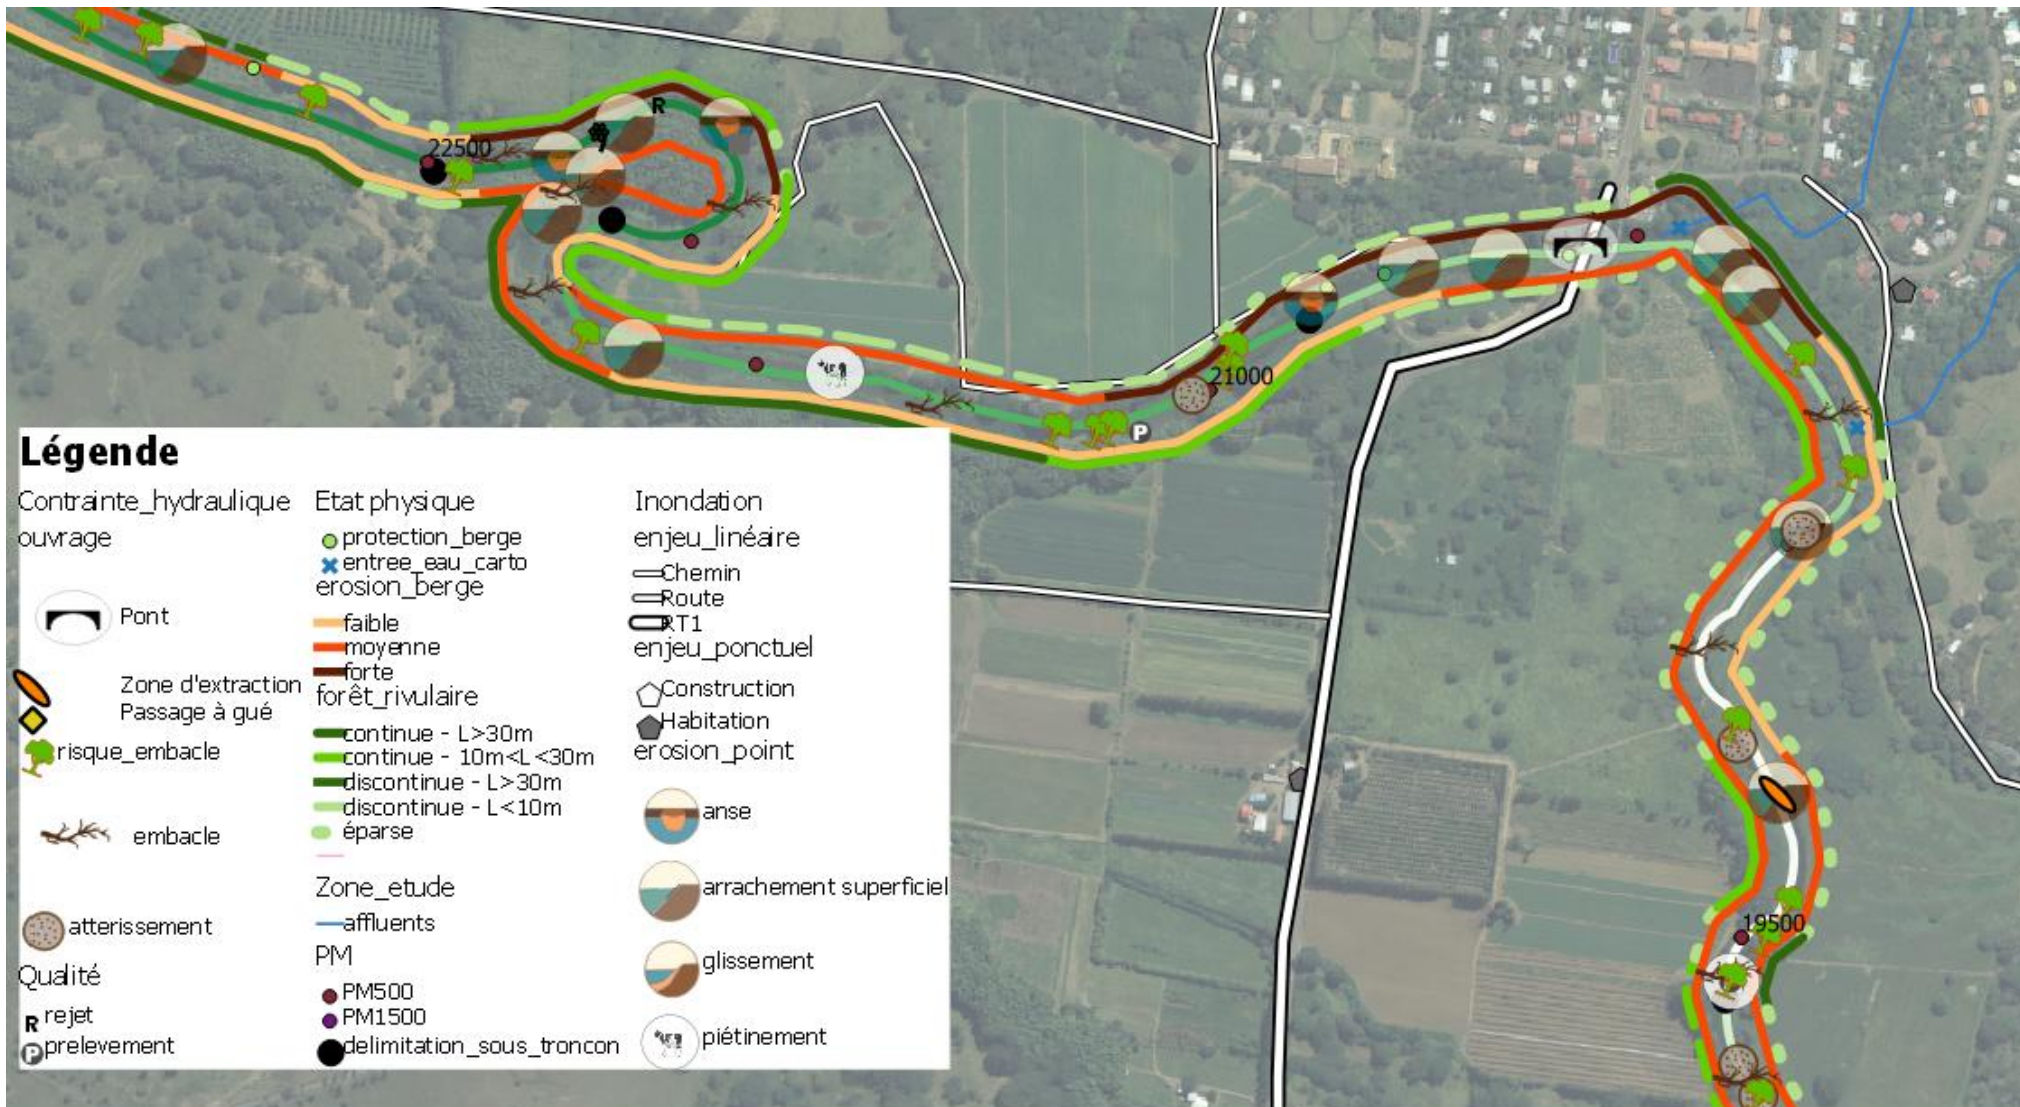 22500
R
21000
P
19500
Légende
Contrainte_hydraulique
ouvrage
Pont
Zone d'extraction
Passage à gué
risque_embacle
embacle
atterissement
Qualité
R rejet
P prelevement
Etat physique
protection_berge
entree_eau_carto
erosion_berge
faible
moyenne
forte
forêt_rivulaire
continue - L>30m
continue - 10m<L<30m
discontinue - L>30m
discontinue - L<10m
éparse
Zone_etude
affluents
PM
PM500
PM1500
delimitation_sous_troncon
Inondation
enjeu_linéaire
Chemin
Route
RT1
enjeu_ponctuel
Construction
Habitation
erosion_point
anse
arrachement superficiel
glissement
piétinement